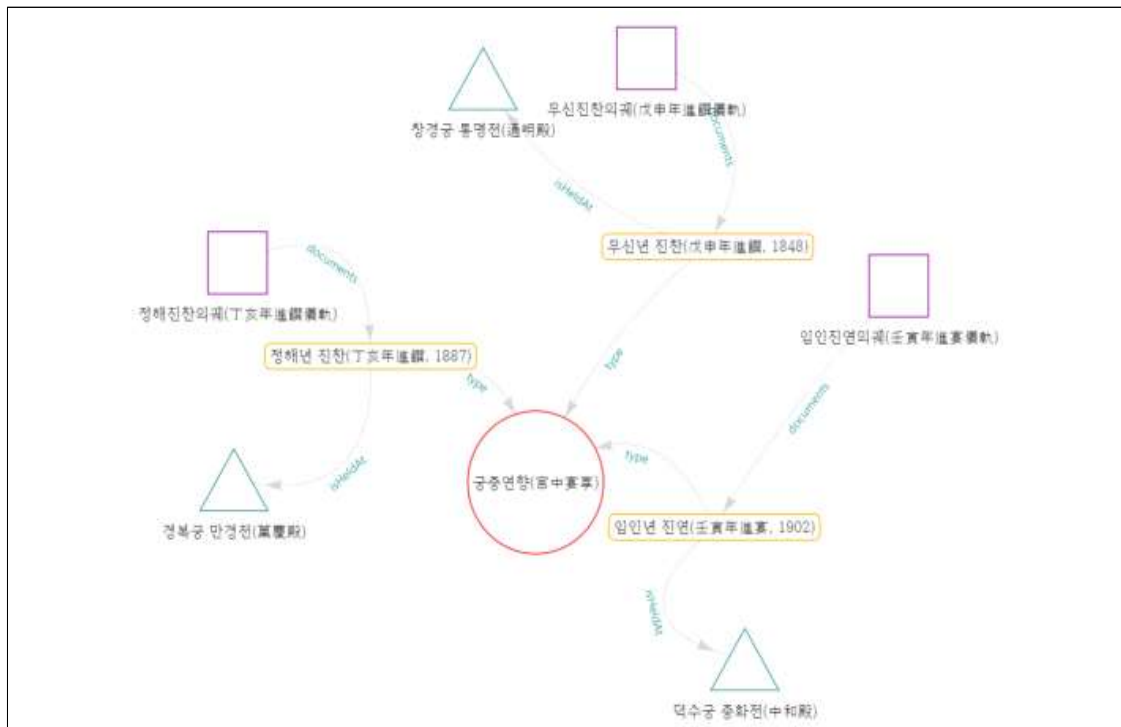 무신진찬의궤(戊申年進饌儀軌)
창경궁 통명전(通明殿)
documents
isHeldAt
무신년 진찬(戊申年進饌, 1848)
documents
정해진찬의궤(丁亥年進饌儀軌)
임인진연의궤(壬寅年進宴儀軌)
정해년 진찬(丁亥年進饌, 1887)
type
type
documents
type
isHeldAt
궁중연향(宮中宴享)
경복궁 만경전(萬慶殿)
임인년 진연(壬寅年進宴, 1902)
isHeldAt
덕수궁 중화전(中和殿)